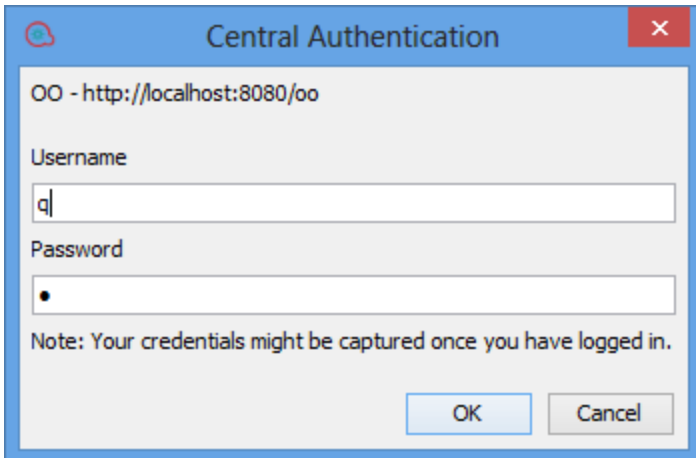 Central Authentication
OO - http://localhost:8080/oo
Username
q
Password
●
Note: Your credentials might be captured once you have logged in.
OK Cancel